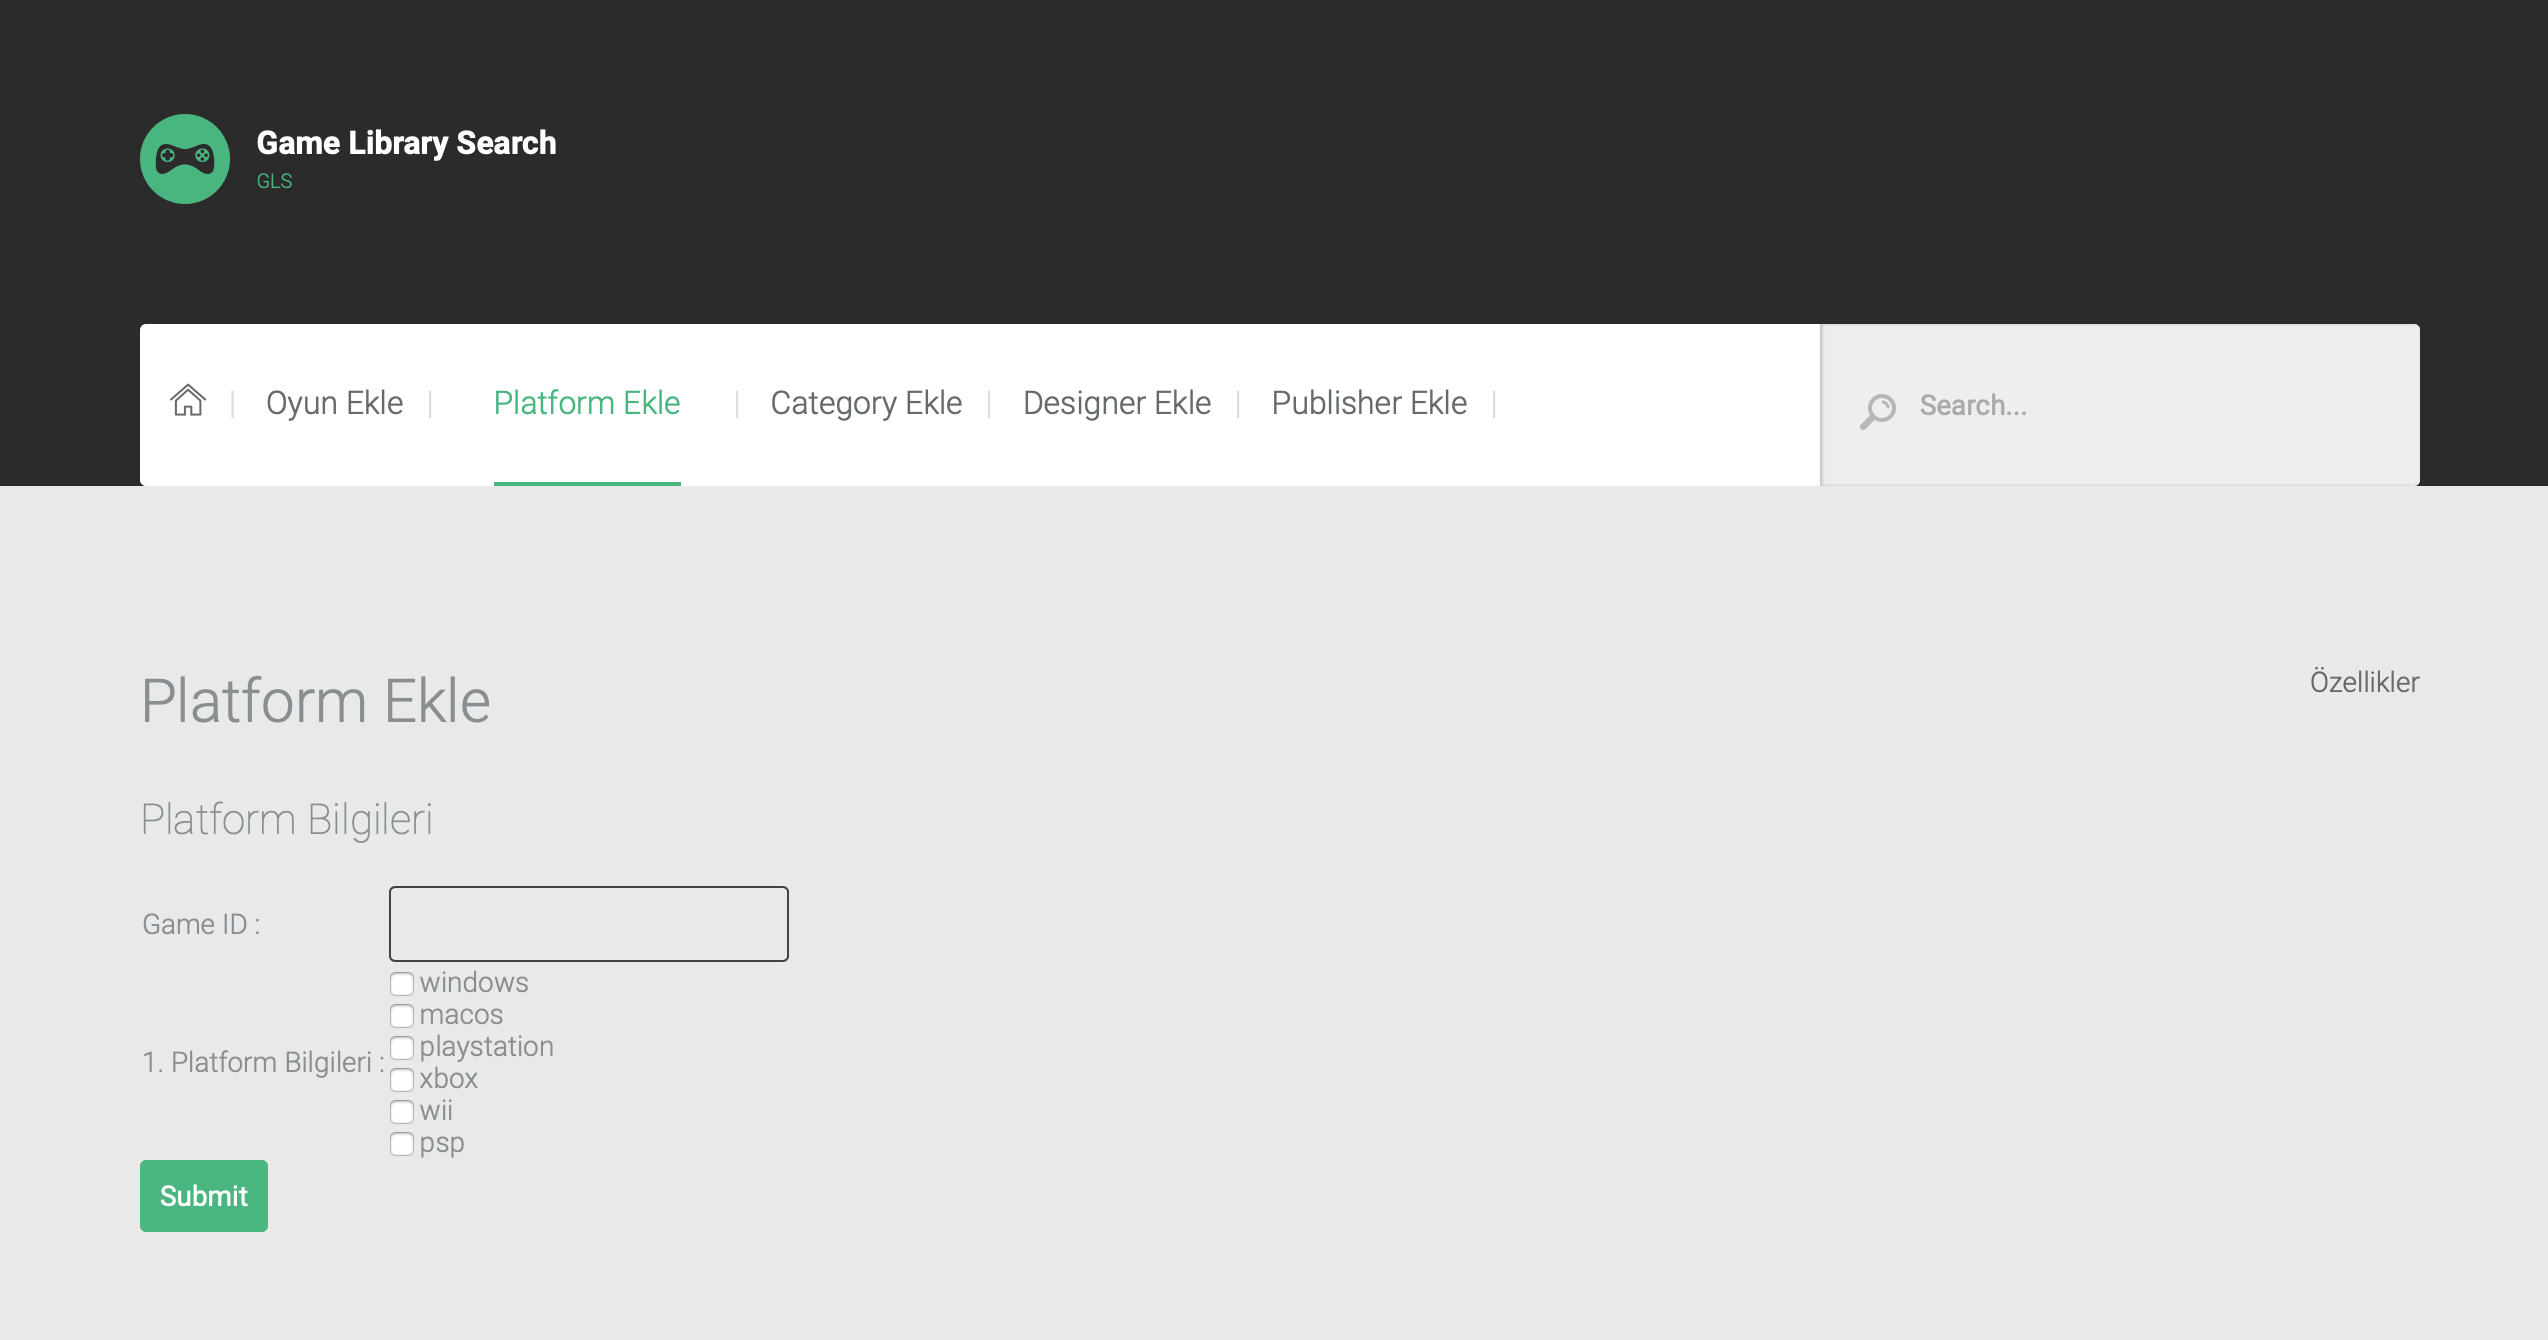 Game Library Search
GLS
Oyun Ekle
Platform Ekle
Category Ekle
Designer Ekle
Publisher Ekle
Search...
Platform Ekle
Özellikler
Platform Bilgileri
Game ID :
windows
macos
playstation
1. Platform Bilgileri :
xbox
wii
psp
Submit